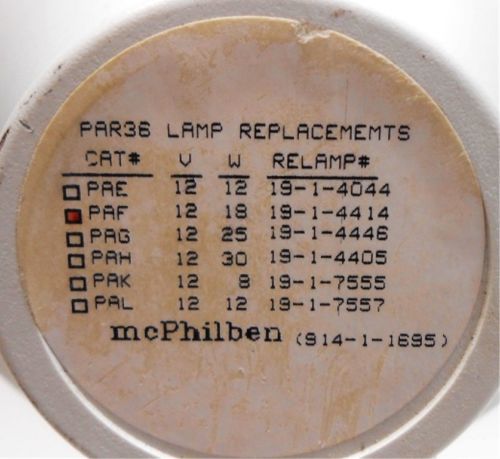 PAR36 LAMP REPLACEMEMTS
CAT# V W RELAMP#
PAE 12 12 19-1-4044
PAF 12 18 19-1-4414
PAG 12 25 19-1-4446
PAH 12 30 19-1-4405
PAK 12 8 19-1-7555
PAL 12 12 19-1-7557
mcPhilben (914-1-1695)